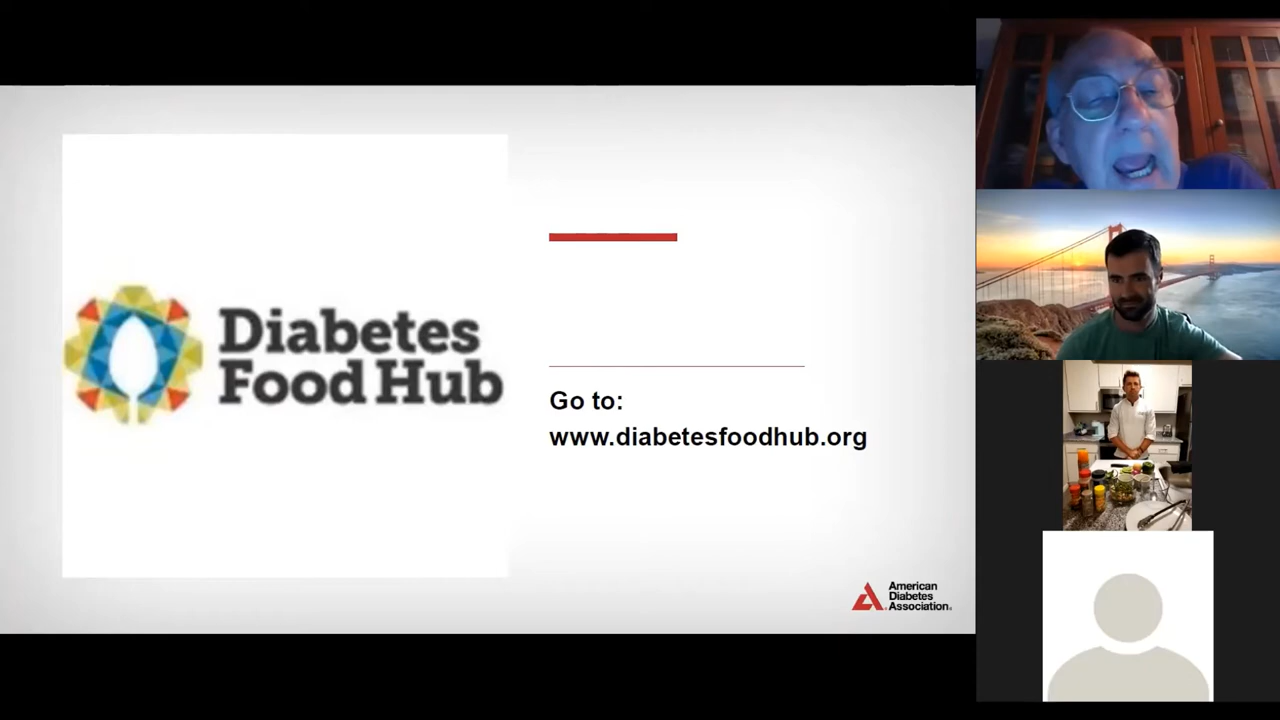 Diabetes
Food Hub
Go to:
www.diabetesfoodhub.org
American
Diabetes
Association®